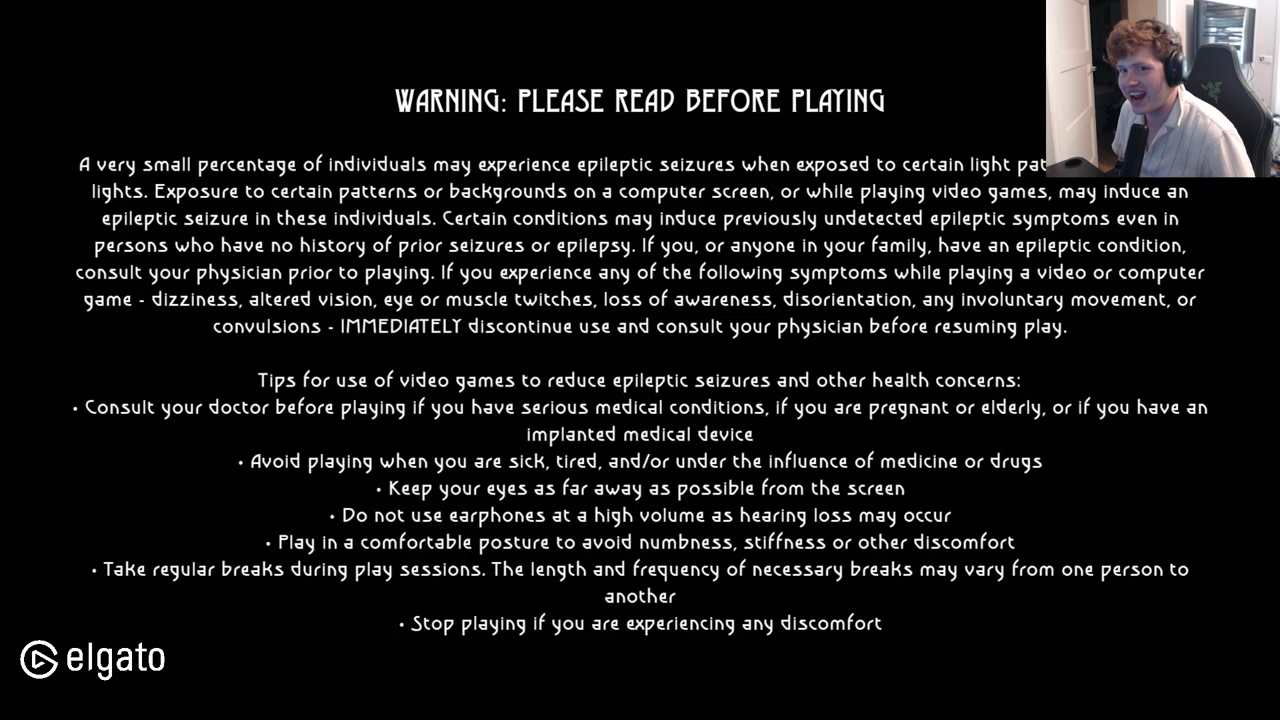 WARNING: PLEASE READ BEFORE PLAYING
A very small percentage of individuals may experience epileptic seizures when exposed to certain light
lights. Exposure to certain patterns or backgrounds on a computer screen, or while playing video games, may induce an
epileptic seizure in these individuals. Certain conditions may induce previously undetected epileptic symptoms even in
persons who have no history of prior seizures or epilepsy. If you, or anyone in your family, have an epileptic condition,
consult your physician prior to playing. If you experience any of the following symptoms while playing a video or computer
game - dizziness, altered vision, eye or muscle twitches, loss of awareness, disorientation, any involuntary movement, or
convulsions - IMMEDIATELY discontinue use and consult your physician before resuming play.
Tips for use of video games to reduce epileptic seizures and other health concerns:
• Consult your doctor before playing if you have serious medical conditions, if you are pregnant or elderly, or if you have an
implanted medical device
• Avoid playing when you are sick, tired, and/or under the influence of medicine or drugs
• Keep your eyes as far away as possible from the screen
• Do not use earphones at a high volume as hearing loss may occur
• Play in a comfortable posture to avoid numbness, stiffness or other discomfort
• Take regular breaks during play sessions. The length and frequency of necessary breaks may vary from one person to
another
• Stop playing if you are experiencing any discomfort
elgato